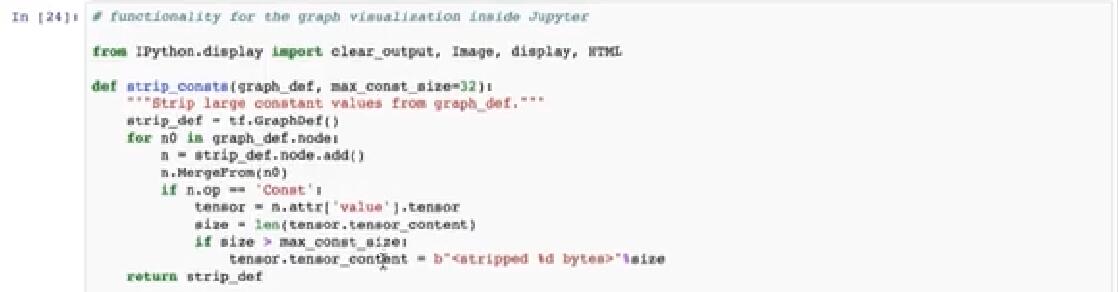 In [24]: # functionality for the graph visualization inside Jupyter
from IPython.display import clear_output, Image, display, HTML
def strip_consts(graph_def, max_const_size=32):
"""Strip large constant values from graph_def."""
strip_def = tf.GraphDef()
for n0 in graph_def.node:
n = strip_def.node.add()
n.MergeFrom(n0)
if n.op == 'Const':
tensor = n.attr['value'].tensor
size = len(tensor.tensor_content)
if size > max_const_size:
tensor.tensor_content = b"<stripped %d bytes>"%size
return strip_def